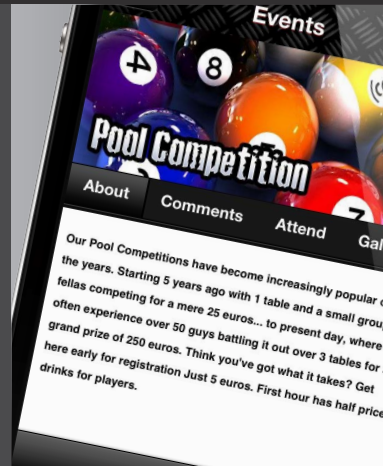 Events
4
8
Pool Competition
7
About Comments Attend Gal
Our Pool Competitions have become increasingly popular
the years. Starting 5 years ago with 1 table and a small grou
fellas competing for a mere 25 euros... to present day, where
often experience over 50 guys battling it out over 3 tables for
grand prize of 250 euros. Think you've got what it takes? Get
here early for registration Just 5 euros. First hour has half price
drinks for players.